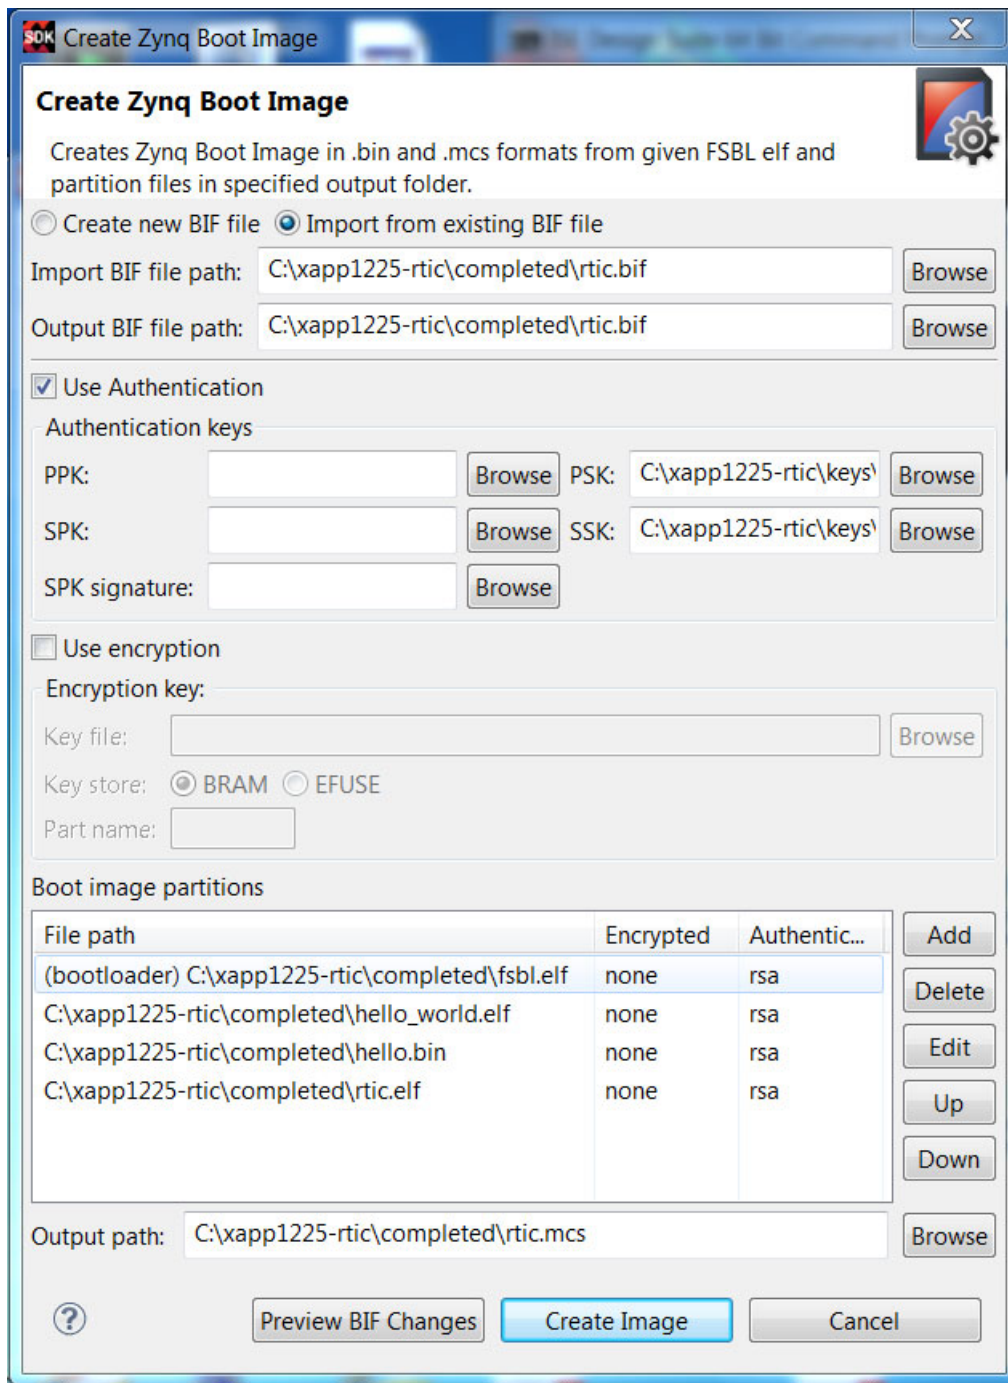 SDK Create Zynq Boot Image
Create Zynq Boot Image
Creates Zynq Boot Image in .bin and .mcs formats from given FSBL elf and
partition files in specified output folder.
Create new BIF file Import from existing BIF file
Import BIF file path: C:\xapp1225-rtic\completed\rtic.bif Browse
Output BIF file path: C:\xapp1225-rtic\completed\rtic.bif Browse
Use Authentication
Authentication keys
PPK: Browse PSK: C:\xapp1225-rtic\keys\ Browse
SPK: Browse SSK: C:\xapp1225-rtic\keys\ Browse
SPK signature: Browse
Use encryption
Encryption key:
Key file: Browse
Key store: BRAM EFUSE
Part name:
Boot image partitions
File path Encrypted Authentic... Add
(bootloader) C:\xapp1225-rtic\completed\fsbl.elf none rsa
Delete
C:\xapp1225-rtic\completed\hello_world.elf none rsa
C:\xapp1225-rtic\completed\hello.bin none rsa Edit
C:\xapp1225-rtic\completed\rtic.elf none rsa
Up
Down
Output path: C:\xapp1225-rtic\completed\rtic.mcs Browse
? Preview BIF Changes Create Image Cancel